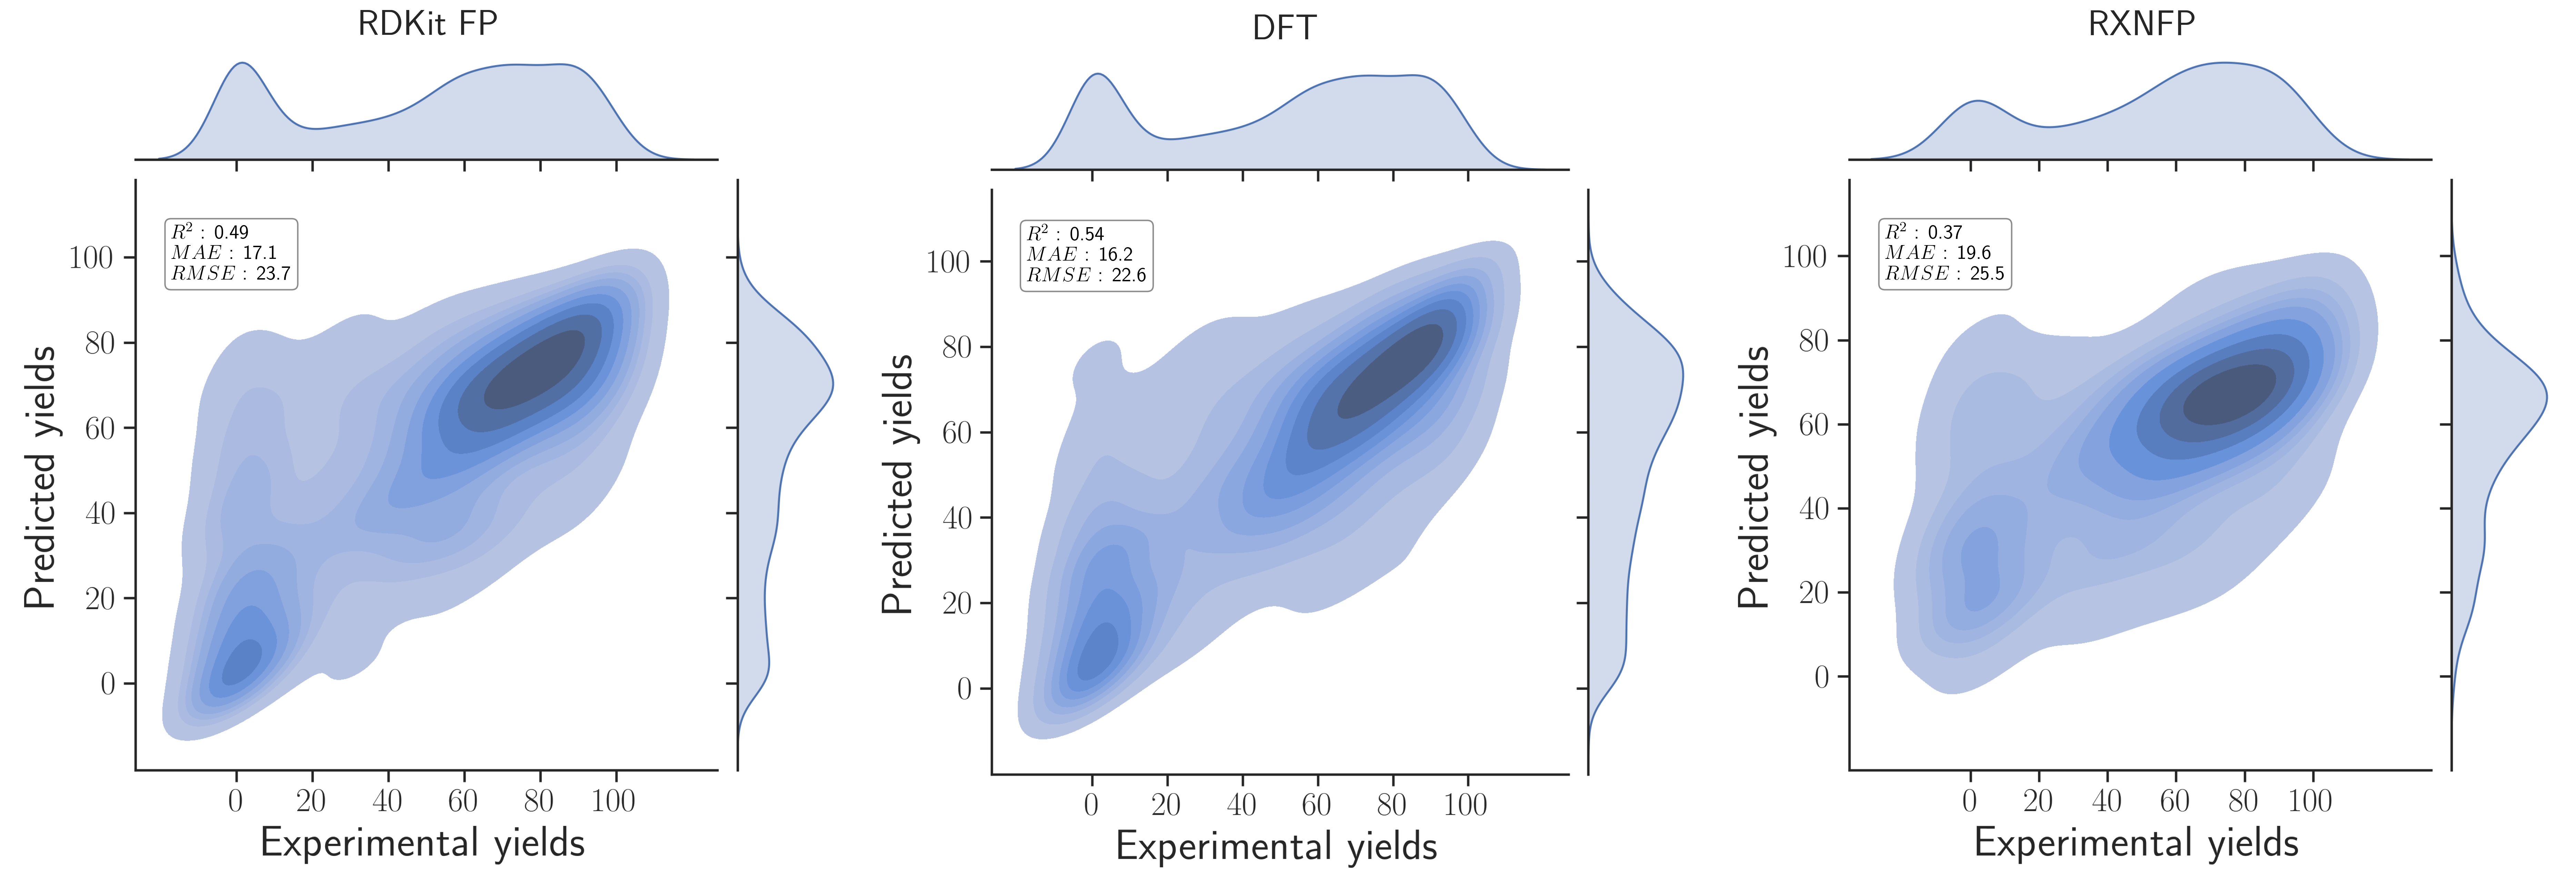 RDKit FP
R² : 0.49
MAE : 17.1
RMSE : 23.7
100
80
60
40
20
0
Predicted yields
0 20 40 60 80 100
Experimental yields
DFT
R² : 0.54
MAE : 16.2
RMSE : 22.6
100
80
60
40
20
0
Predicted yields
0 20 40 60 80 100
Experimental yields
RXNFP
R² : 0.37
MAE : 19.6
RMSE : 25.5
100
80
60
40
20
0
Predicted yields
0 20 40 60 80 100
Experimental yields